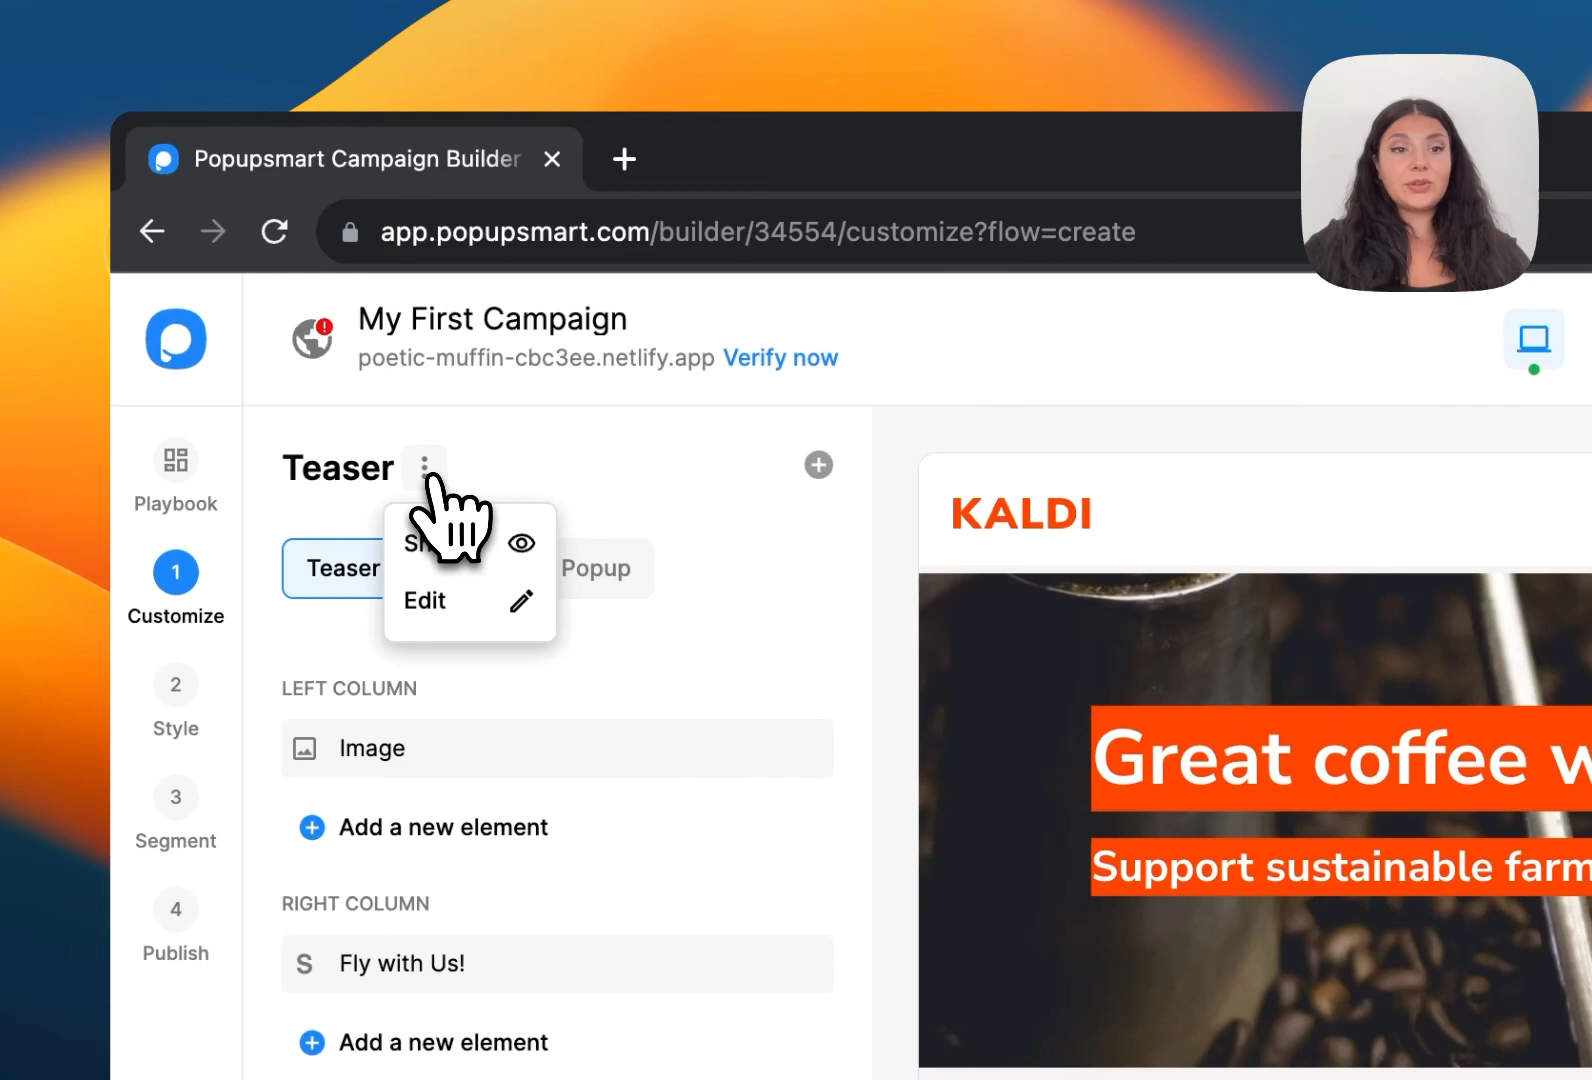 Popupsmart Campaign Builder
app.popupsmart.com/builder/34554/customize?flow=create
My First Campaign
poetic-muffin-cbc3ee.netlify.app Verify now
Teaser
Playbook
1
Customize
2
Style
3
Segment
4
Publish
Teaser
Popup
Edit
LEFT COLUMN
Image
Add a new element
RIGHT COLUMN
S Fly with Us!
Add a new element
KALDI
Great coffee
Support sustainable